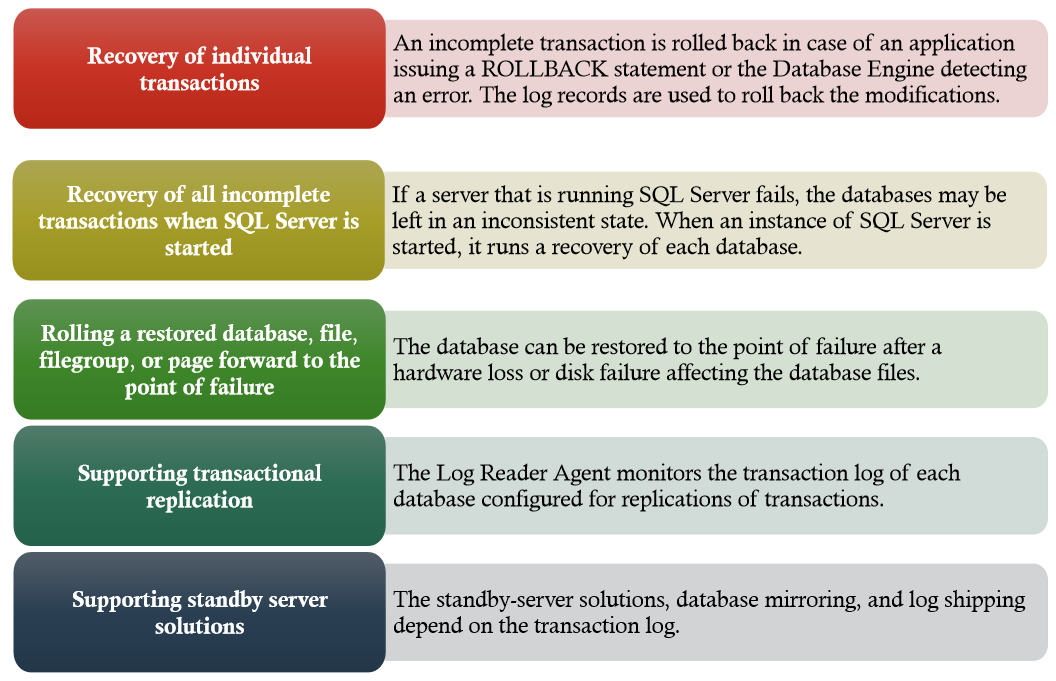 Recovery of individual
transactions
An incomplete transaction is rolled back in case of an application
issuing a ROLLBACK statement or the Database Engine detecting
an error. The log records are used to roll back the modifications.
Recovery of all incomplete
transactions when SQL Server is
started
If a server that is running SQL Server fails, the databases may be
left in an inconsistent state. When an instance of SQL Server is
started, it runs a recovery of each database.
Rolling a restored database, file,
filegroup, or page forward to the
point of failure
The database can be restored to the point of failure after a
hardware loss or disk failure affecting the database files.
Supporting transactional
replication
The Log Reader Agent monitors the transaction log of each
database configured for replications of transactions.
Supporting standby server
solutions
The standby-server solutions, database mirroring, and log shipping
depend on the transaction log.